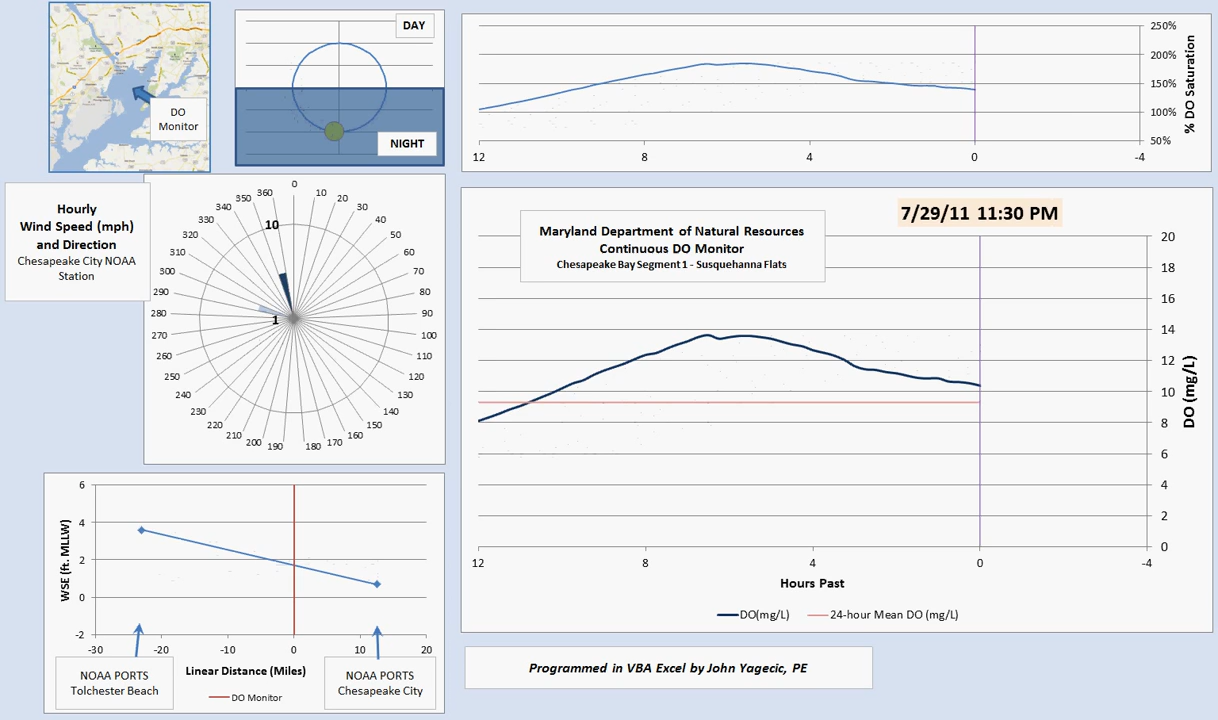 DO
Monitor
DAY
NIGHT
250%
200%
150%
100%
50%
% DO Saturation
12 8 4 0 -4
Hourly
Wind Speed (mph)
and Direction
Chesapeake City NOAA
Station
0
10
20
30
40
50
60
70
80
90
100
110
120
130
140
150
160
170
180
190
200
210
220
230
240
250
260
270
280
290
300
310
320
330
340
350
360
10
1
7/29/11 11:30 PM
Maryland Department of Natural Resources
Continuous DO Monitor
Chesapeake Bay Segment 1 - Susquehanna Flats
20
18
16
14
12
10
8
6
4
2
0
DO (mg/L)
12 8 4 0 -4
Hours Past
DO(mg/L) 24-hour Mean DO (mg/L)
WSE (ft. MLLW)
6
4
2
0
-2
-30 -20 -10 0 10 20
Linear Distance (Miles)
DO Monitor
NOAA PORTS
Tolchester Beach
NOAA PORTS
Chesapeake City
Programmed in VBA Excel by John Yagecic, PE